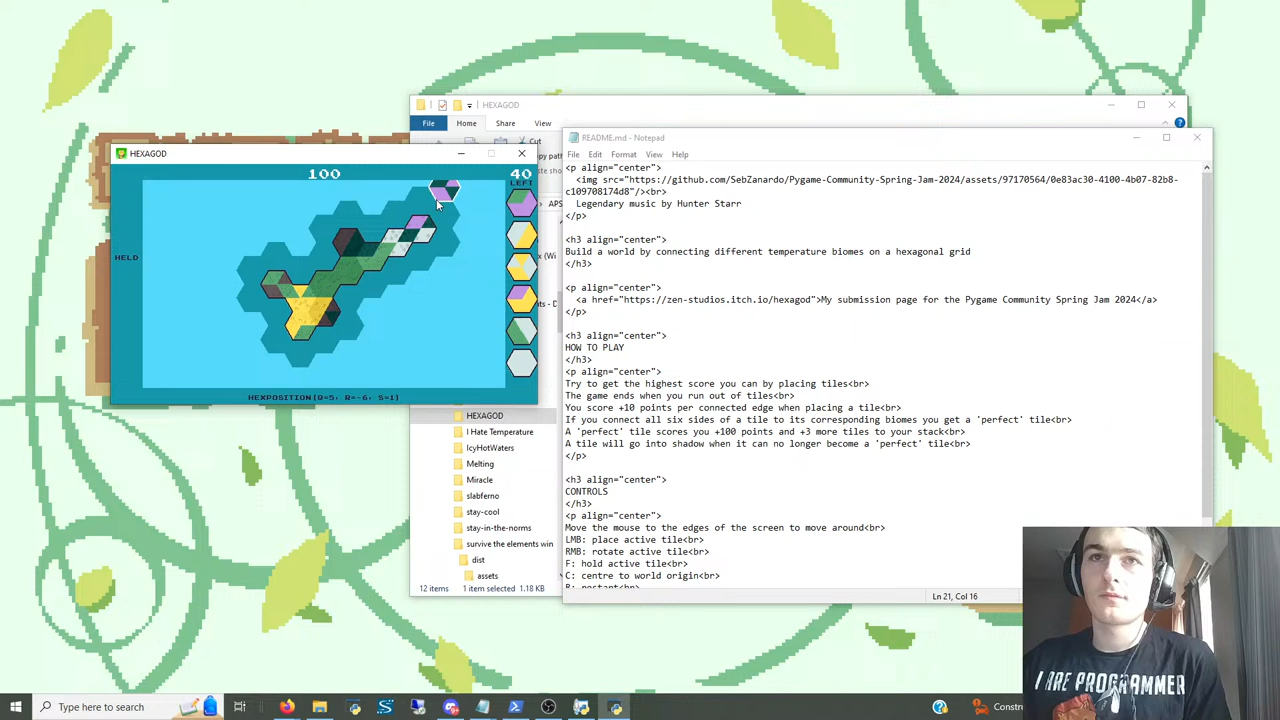 HEXAGOD
File
Home
Share
View
Cut
py path
HEXAGOD
100
40
LEFT
HELD
HEXPOSITION(Q=5, R=-6, S=1)
HEXAGOD
I Hate Temperature
IcyHotWaters
Melting
Miracle
slabferno
stay-cool
stay-in-the-norms
survive the elements win
dist
assets
12 items
1 item selected
1.18 KB
README.md - Notepad
File
Edit
Format
View
Help
<p align="center">
<img src="https://github.com/SebZanardo/Pygame-Community-Spring-Jam-2024/assets/97170564/0e83ac30-4100-4b07-82b8-
c109708174d8"/><br>
Legendary music by Hunter Starr
</p>
<h3 align="center">
Build a world by connecting different temperature biomes on a hexagonal grid
</h3>
<p align="center">
<a href="https://zen-studios.itch.io/hexagod">My submission page for the Pygame Community Spring Jam 2024</a>
</p>
<h3 align="center">
HOW TO PLAY
</h3>
<p align="center">
Try to get the highest score you can by placing tiles<br>
The game ends when you run out of tiles<br>
You score +10 points per connected edge when placing a tile<br>
If you connect all six sides of a tile to its corresponding biomes you get a 'perfect' tile<br>
A 'perfect' tile scores you +100 points and +3 more tiles to your stack<br>
A tile will go into shadow when it can no longer become a 'perfect' tile<br>
</p>
<h3 align="center">
CONTROLS
</h3>
<p align="center">
Move the mouse to the edges of the screen to move around<br>
LMB: place active tile<br>
RMB: rotate active tile<br>
F: hold active tile<br>
C: centre to world origin<br>
R: restart<br>
Ln 21, Col 16
I ARE PROGRAMMER
Type here to search
Constru